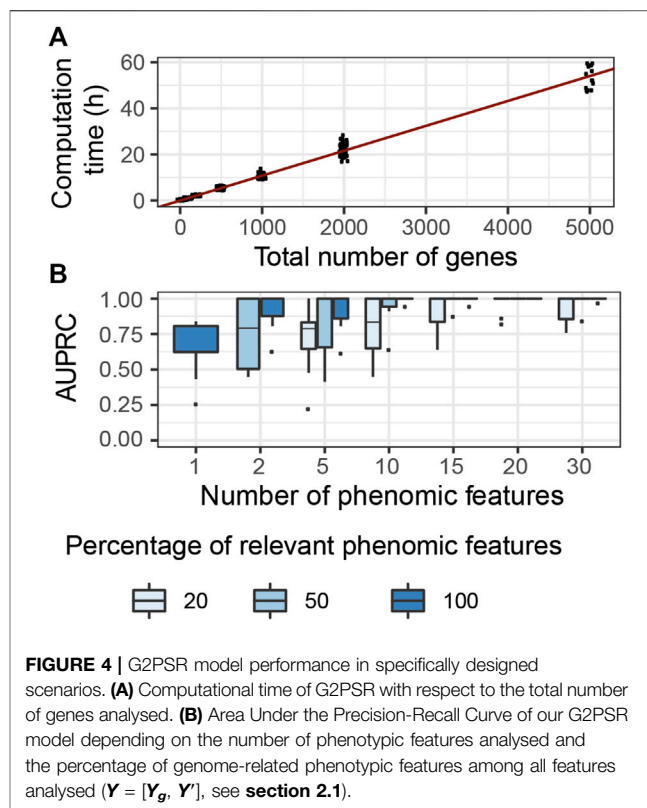 A
Computation
time (h)
60
40
20
0
0 1000 2000 3000 4000 5000
Total number of genes
B
AUPRC
1.00
0.75
0.50
0.25
0.00
1 2 5 10 15 20 30
Number of phenomic features
Percentage of relevant phenomic features
20 50 100
FIGURE 4 | G2PSR model performance in specifically designed
scenarios. (A) Computational time of G2PSR with respect to the total number
of genes analysed. (B) Area Under the Precision-Recall Curve of our G2PSR
model depending on the number of phenotypic features analysed and
the percentage of genome-related phenotypic features among all features
analysed (Y = [Yg, Y′], see section 2.1).